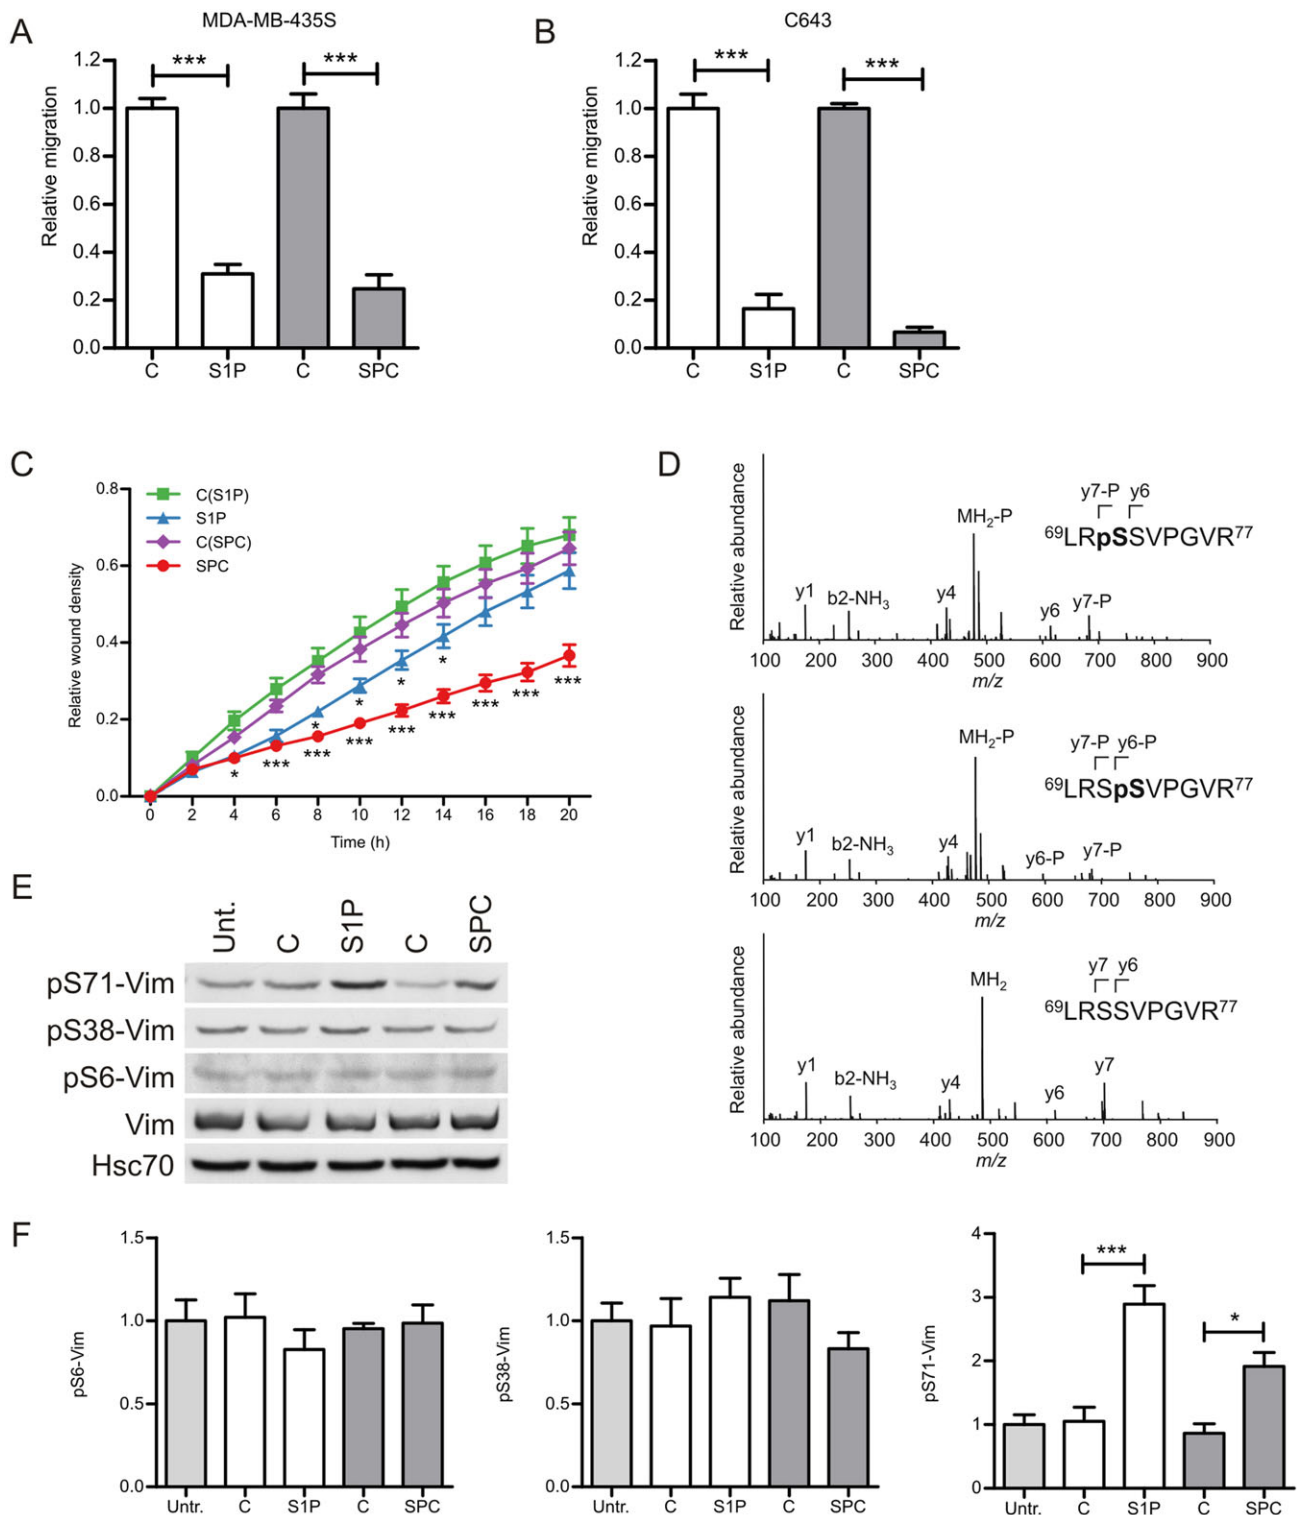 A
MDA-MB-435S
Relative migration
1.2
1.0
0.8
0.6
0.4
0.2
0.0
***
***
C S1P C SPC
B
C643
Relative migration
1.2
1.0
0.8
0.6
0.4
0.2
0.0
***
***
C S1P C SPC
C
Relative wound density
0.8
0.6
0.4
0.2
0.0
C(S1P)
S1P
C(SPC)
SPC
* * * *
* *** *** *** *** *** *** *** ***
0 2 4 6 8 10 12 14 16 18 20
Time (h)
D
Relative abundance
y1
b2-NH₃
y4
MH₂-P
y6
y7-P
y7-P y6
⁶⁹LRpSSVPGVR⁷⁷
100 200 300 400 500 600 700 800 900
m/z
Relative abundance
y1
b2-NH₃
y4
MH₂-P
y6-P
y7-P
y7-P y6-P
⁶⁹LRSpSVPGVR⁷⁷
100 200 300 400 500 600 700 800 900
m/z
Relative abundance
y1
b2-NH₃
y4
MH₂
y6
y7
y7 y6
⁶⁹LRSSVPGVR⁷⁷
100 200 300 400 500 600 700 800 900
m/z
E
Unt. C S1P C SPC
pS71-Vim
pS38-Vim
pS6-Vim
Vim
Hsc70
F
pS6-Vim
1.5
1.0
0.5
0.0
Untr. C S1P C SPC
pS38-Vim
1.5
1.0
0.5
0.0
Untr. C S1P C SPC
pS71-Vim
4
3
2
1
0
***
*
Untr. C S1P C SPC